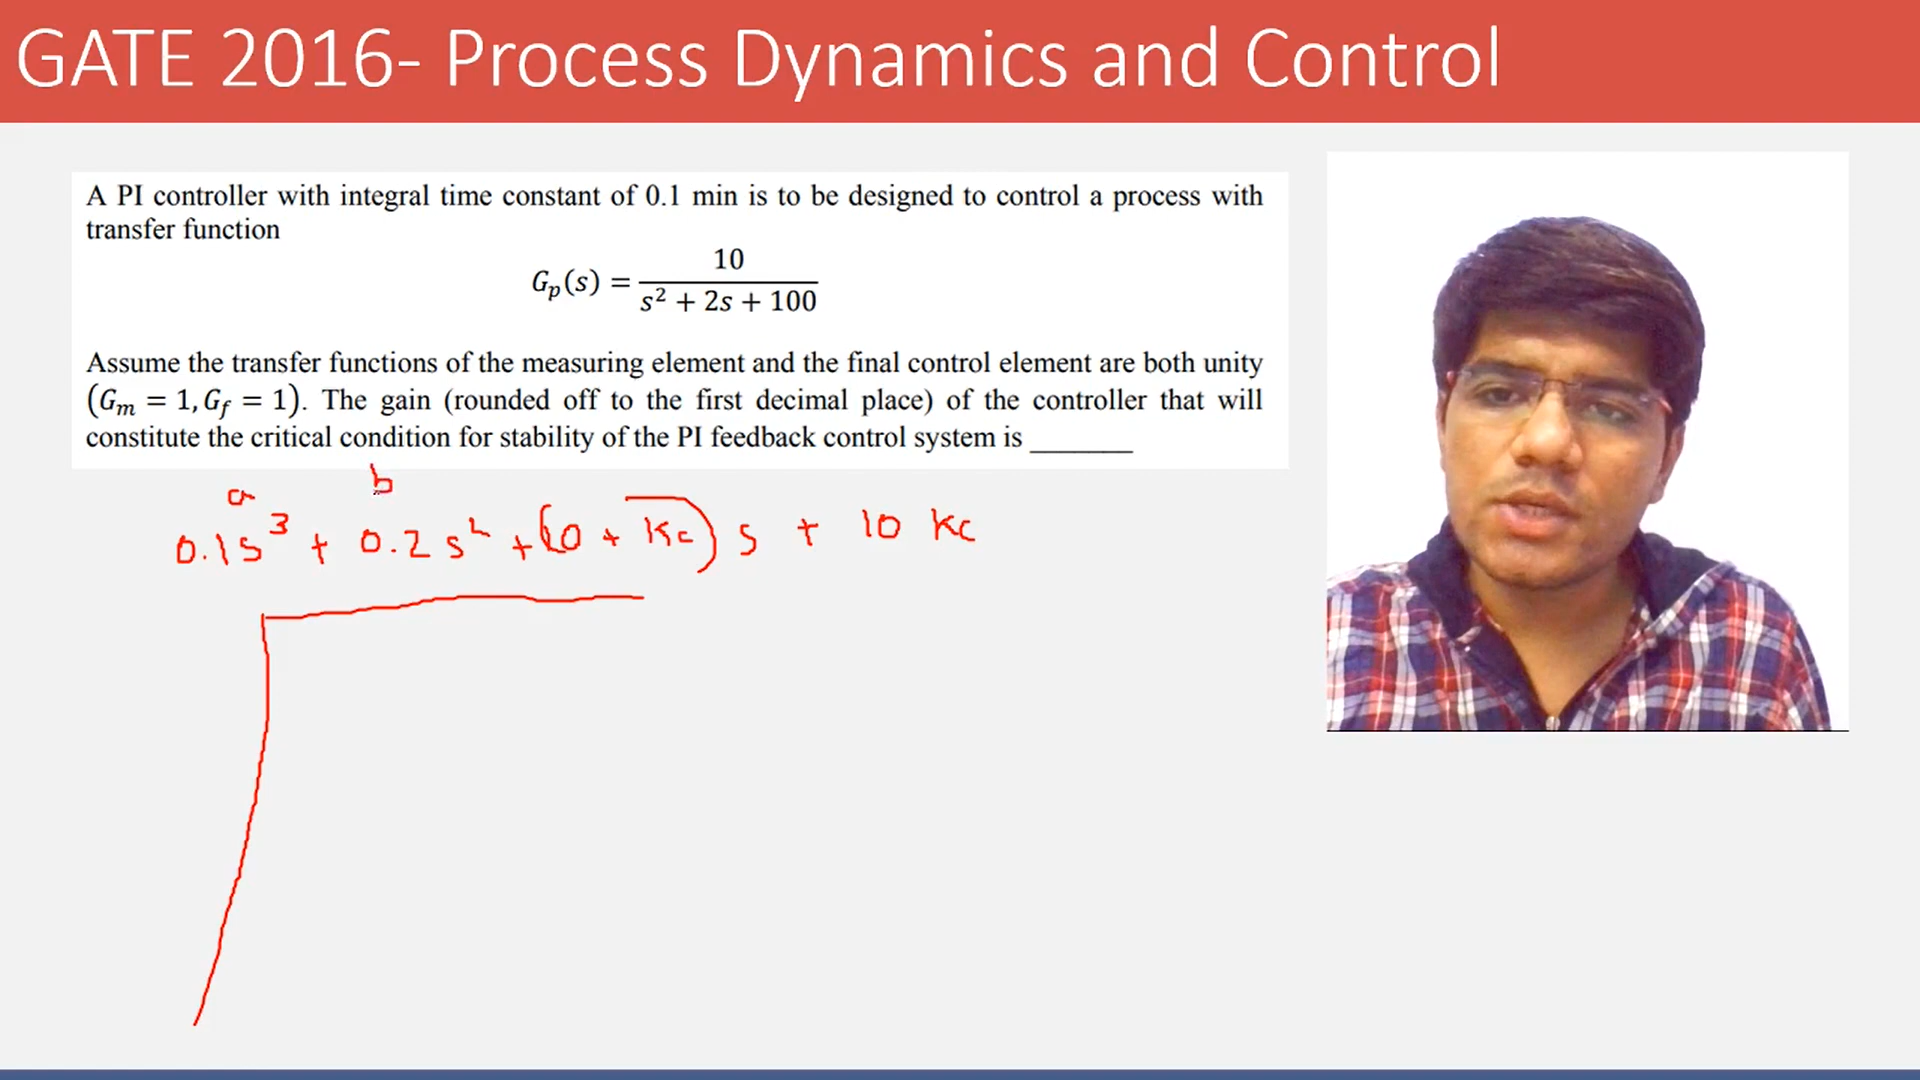 GATE 2016- Process Dynamics and Control
A PI controller with integral time constant of 0.1 min is to be designed to control a process with
transfer function
Gₚ(s) = 10 / (s² + 2s + 100)
Assume the transfer functions of the measuring element and the final control element are both unity
(Gₘ = 1, G_f = 1). The gain (rounded off to the first decimal place) of the controller that will
constitute the critical condition for stability of the PI feedback control system is ________
a b
0.1s³ + 0.2s² + (10 + Kc) s + 10 Kc